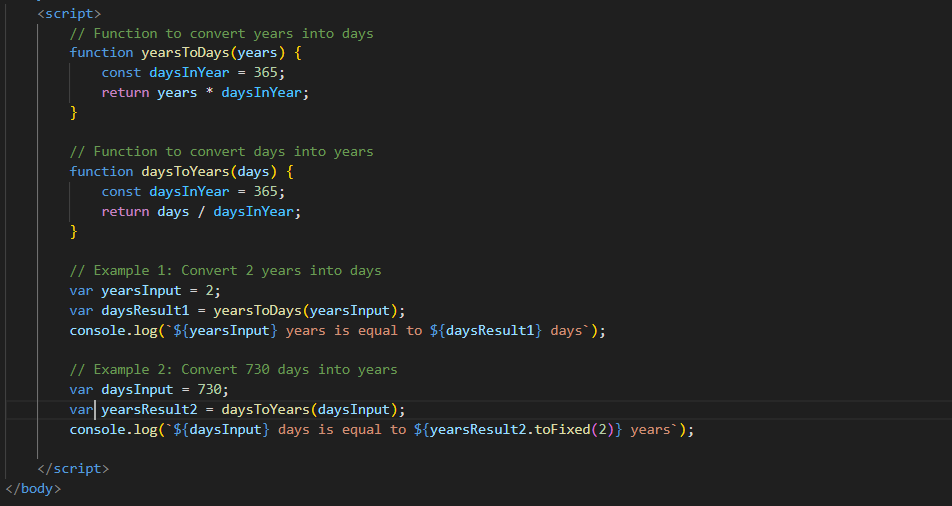 <script>
// Function to convert years into days
function yearsToDays(years) {
const daysInYear = 365;
return years * daysInYear;
}
// Function to convert days into years
function daysToYears(days) {
const daysInYear = 365;
return days / daysInYear;
}
// Example 1: Convert 2 years into days
var yearsInput = 2;
var daysResult1 = yearsToDays(yearsInput);
console.log(`${yearsInput} years is equal to ${daysResult1} days`);
// Example 2: Convert 730 days into years
var daysInput = 730;
var yearsResult2 = daysToYears(daysInput);
console.log(`${daysInput} days is equal to ${yearsResult2.toFixed(2)} years`);
</script>
</body>